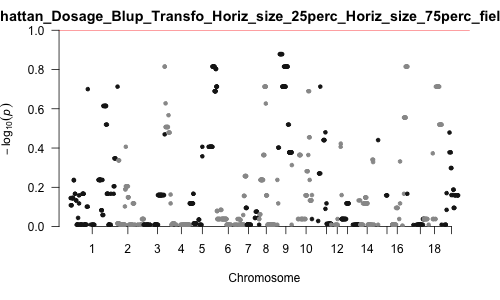 hattan_Dosage_Blup_Transfo_Horiz_size_25perc_Horiz_size_75perc_fiel
1.0
0.8
0.6
0.4
0.2
0.0
− log₁₀(p)
1 2 3 4 5 6 7 8 9 10 12 14 16 18
Chromosome